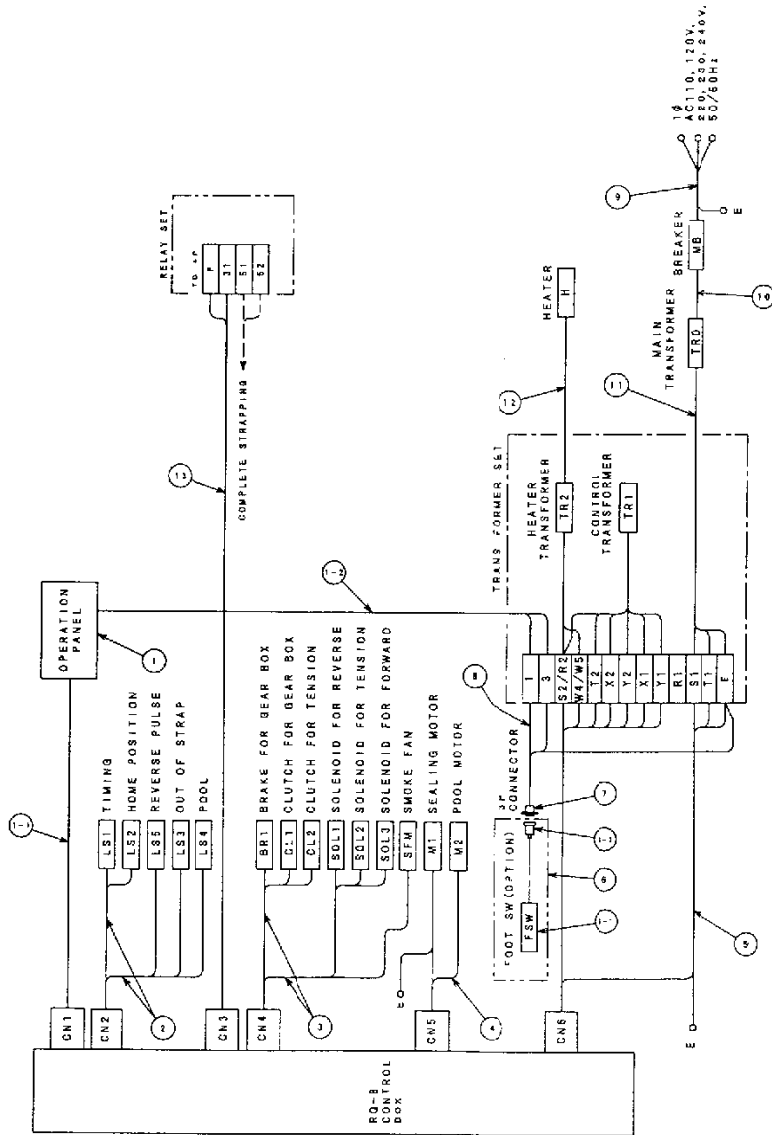 RQ-8
CONTROL
BOX
CN1
CN2
CN3
CN4
CN5
CN6
1-1
OPERATION
PANEL
1
2
LS1 TIMING
LS2 HOME POSITION
LS5 REVERSE PULSE
LS3 OUT OF STRAP
LS4 POOL
13
COMPLETE STRAPPING
RELAY SET
TB 4P
P
31
51
52
3
BR1 BRAKE FOR GEAR BOX
CL1 CLUTCH FOR GEAR BOX
CL2 CLUTCH FOR TENSION
SOL1 SOLENOID FOR REVERSE
SOL2 SOLENOID FOR TENSION
SOL3 SOLENOID FOR FORWARD
SFM SMOKE FAN
E
M1 SEALING MOTOR
M2 POOL MOTOR
4
1-2
FOOT SW(OPTION)
FSW
6
3P
CONNECTOR
7
8
E
TRANS FORMER SET
1
3
S2/R2
W4/W5
T2
X2
Y2
X1
Y1
R1
S1
T1
E
HEATER
TRANSFORMER
TR2
CONTROL
TRANSFORMER
TR1
12
HEATER
H
11
MAIN
TRANSFORMER
TR0
10
BREAKER
MB
9
E
1φ
AC110, 120V,
220, 230, 240V,
50/60Hz